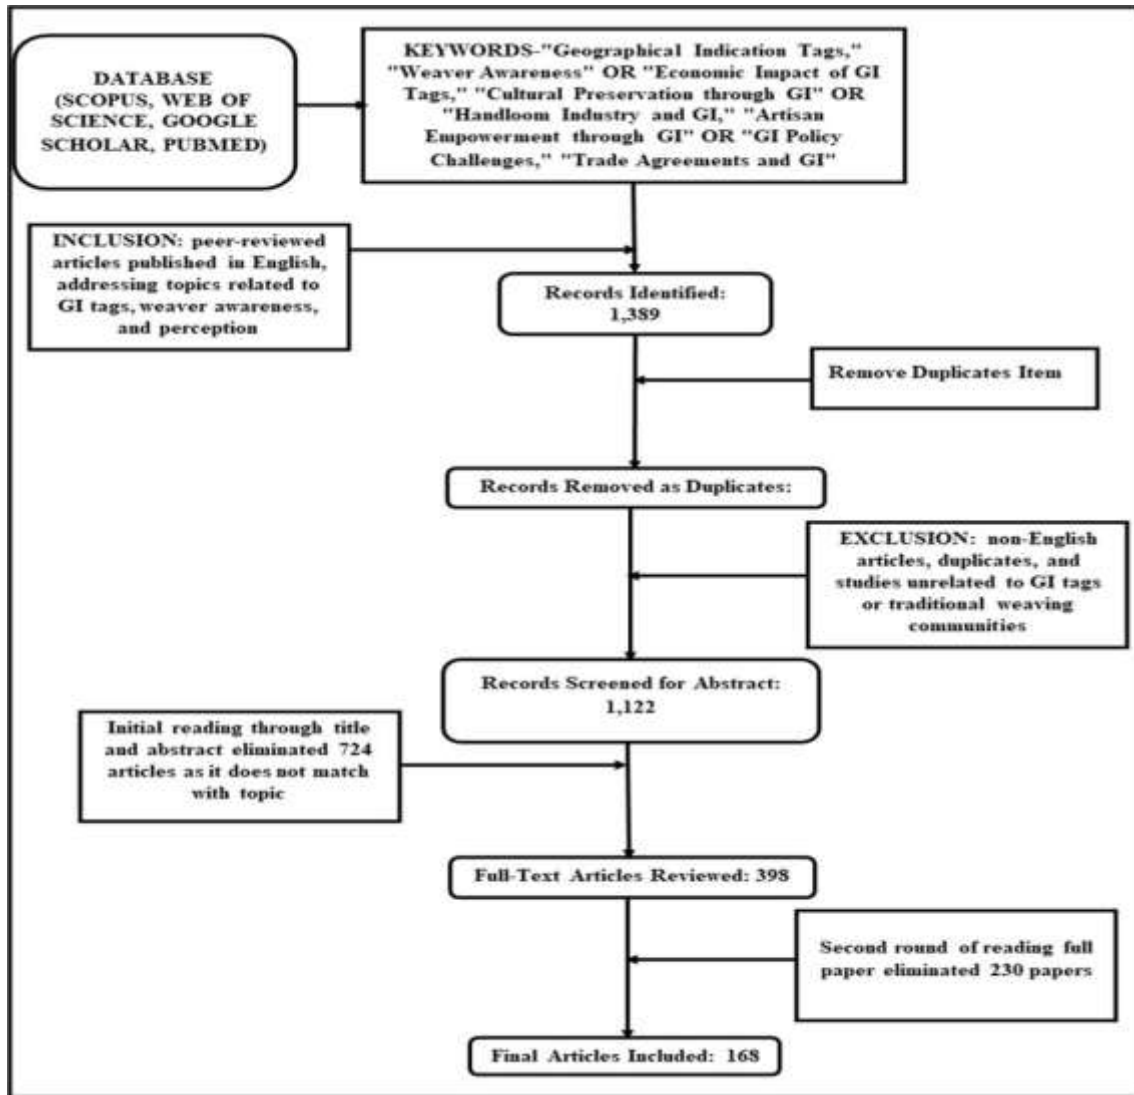 DATABASE
(SCOPUS, WEB OF
SCIENCE, GOOGLE
SCHOLAR, PUBMED)
KEYWORDS-"Geographical Indication Tags,"
"Weaver Awareness" OR "Economic Impact of GI
Tags," "Cultural Preservation through GI" OR
"Handloom Industry and GI," "Artisan
Empowerment through GI" OR "GI Policy
Challenges," "Trade Agreements and GI"
INCLUSION: peer-reviewed
articles published in English,
addressing topics related to
GI tags, weaver awareness,
and perception
Records Identified:
1,389
Remove Duplicates Item
Records Removed as Duplicates:
EXCLUSION: non-English
articles, duplicates, and
studies unrelated to GI tags
or traditional weaving
communities
Records Screened for Abstract:
1,122
Initial reading through title
and abstract eliminated 724
articles as it does not match
with topic
Full-Text Articles Reviewed: 398
Second round of reading full
paper eliminated 230 papers
Final Articles Included: 168